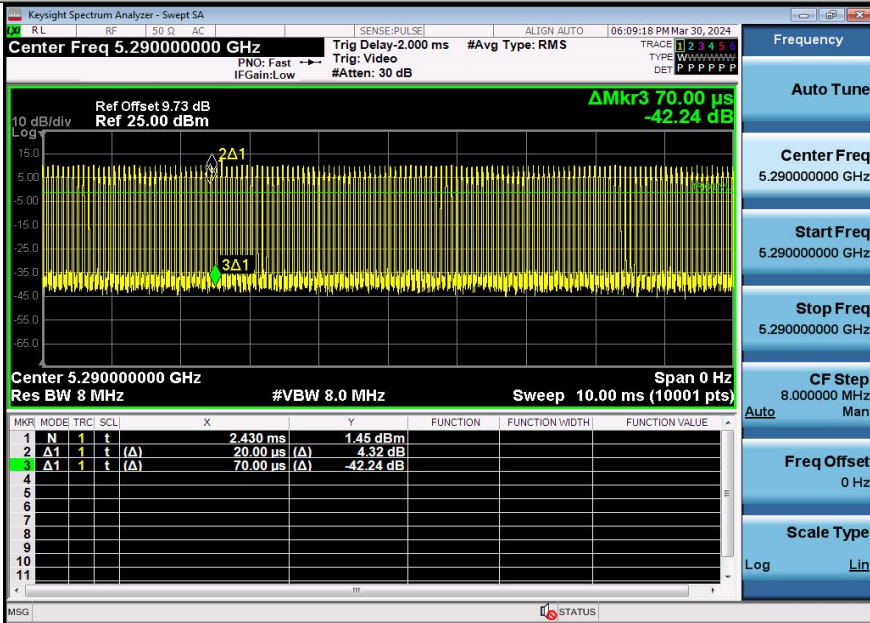 Keysight Spectrum Analyzer - Swept SA
LXI RL RF 50 Ω AC SENSE:PULSE ALIGN AUTO 06:09:18 PM Mar 30, 2024
Center Freq 5.290000000 GHz
PNO: Fast
IFGain:Low
Trig Delay-2.000 ms
Trig: Video
#Atten: 30 dB
#Avg Type: RMS
TRACE 1 2 3 4 5 6
TYPE WWWWWW
DET P P P P P P
ΔMkr3 70.00 µs
-42.24 dB
Ref Offset 9.73 dB
10 dB/div Ref 25.00 dBm
Log
15.0
5.00
-5.00
-15.0
-25.0
-35.0
-45.0
-55.0
-65.0
2Δ1
3Δ1
Center 5.290000000 GHz Span 0 Hz
Res BW 8 MHz #VBW 8.0 MHz Sweep 10.00 ms (10001 pts)
MKR MODE TRC SCL X Y FUNCTION FUNCTION WIDTH FUNCTION VALUE
1 N 1 t 2.430 ms 1.45 dBm
2 Δ1 1 t (Δ) 20.00 µs (Δ) 4.32 dB
3 Δ1 1 t (Δ) 70.00 µs (Δ) -42.24 dB
4
5
6
7
8
9
10
11
MSG STATUS
Frequency
Auto Tune
Center Freq
5.290000000 GHz
Start Freq
5.290000000 GHz
Stop Freq
5.290000000 GHz
CF Step
8.000000 MHz
Auto Man
Freq Offset
0 Hz
Scale Type
Log Lin